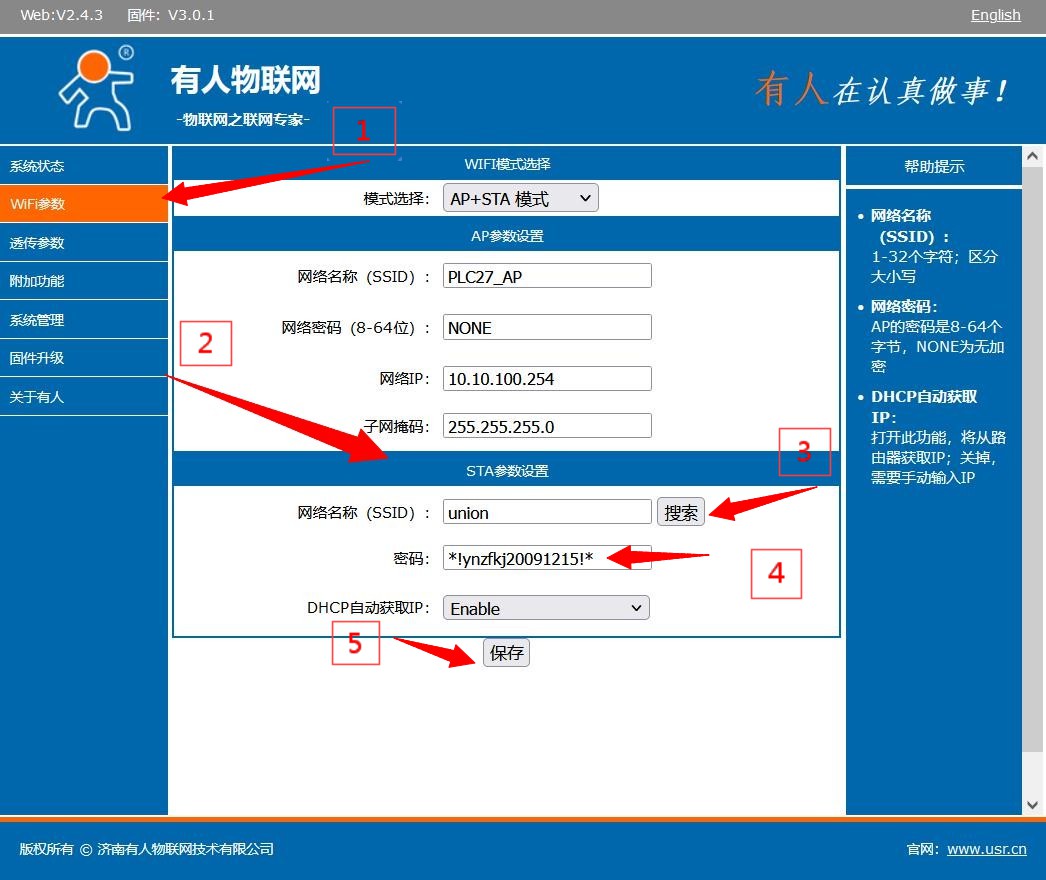 Web:V2.4.3 固件：V3.0.1 English
®
有人物联网
-物联网之联网专家-
有人在认真做事！
1
系统状态
WiFi参数
透传参数
附加功能
系统管理
固件升级
关于有人
WIFI模式选择
模式选择： AP+STA 模式
AP参数设置
网络名称（SSID）： PLC27_AP
网络密码（8-64位）： NONE
2
网络IP： 10.10.100.254
子网掩码： 255.255.255.0
STA参数设置
3
网络名称（SSID）： union 搜索
密码： *!ynzfkj20091215!*
4
DHCP自动获取IP： Enable
5
保存
帮助提示
• 网络名称
（SSID）：
1-32个字符；区分
大小写
• 网络密码：
AP的密码是8-64个
字节，NONE为无加
密
• DHCP自动获取
IP：
打开此功能，将从路
由器获取IP；关掉，
需要手动输入IP
版权所有 © 济南有人物联网技术有限公司 官网：www.usr.cn